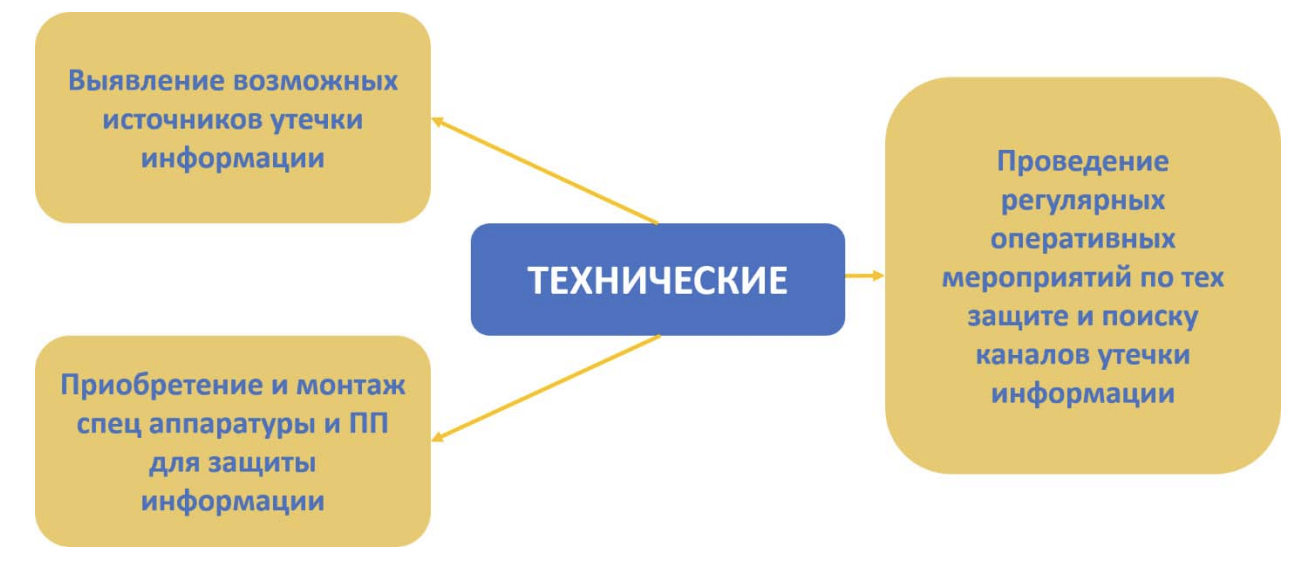 Выявление возможных
источников утечки
информации
ТЕХНИЧЕСКИЕ
Проведение
регулярных
оперативных
мероприятий по тех
защите и поиску
каналов утечки
информации
Приобретение и монтаж
спец аппаратуры и ПП
для защиты
информации